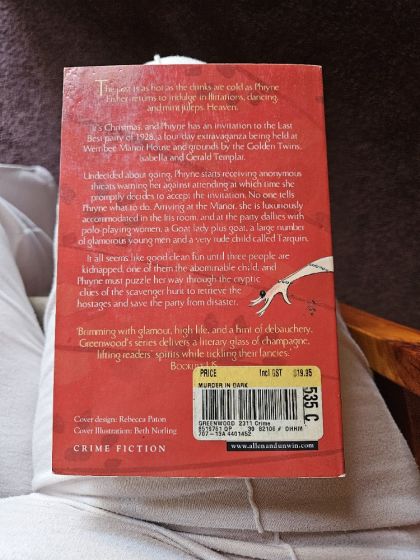 The jazz is as hot as the drinks are cold as Phryne
Fisher returns to indulge in flirtations, dancing,
and mint juleps. Heaven.
It's Christmas, and Phryne has an invitation to the Last
Best party of 1928, a four day extravaganza being held at
Werribee Manor House and grounds by the Golden Twins,
Isabella and Gerald Templar.
Undecided about going, Phryne starts receiving anonymous
threats warning her against attending at which time she
promptly decides to accept the invitation. No one tells
Phryne what to do. Arriving at the Manor, she is luxuriously
accommodated in the Iris room, and at the party dallies with
polo-playing women, a Goat lady plus goat, a large number
of glamorous young men and a very rude child called Tarquin.
It all seems like good clean fun until three people are
kidnapped, one of them the abominable child, and
Phryne must puzzle her way through the cryptic
clues of the scavenger hunt to retrieve the
hostages and save the party from disaster.
'Brimming with glamour, high life, and a hint of debauchery,
Greenwood's series delivers a literary glass of champagne,
lifting readers' spirits while tickling their fancies.'
BOOKLIST, US
PRICE Incl GST $19.95
MURDER IN DARK
535 C
GREENWOOD 2311 Crime
8515761 DP 30 82106 # DHHM
707-19A 4401452
www.allenandunwin.com
Cover design: Rebecca Paton
Cover Illustration: Beth Norling
CRIME FICTION